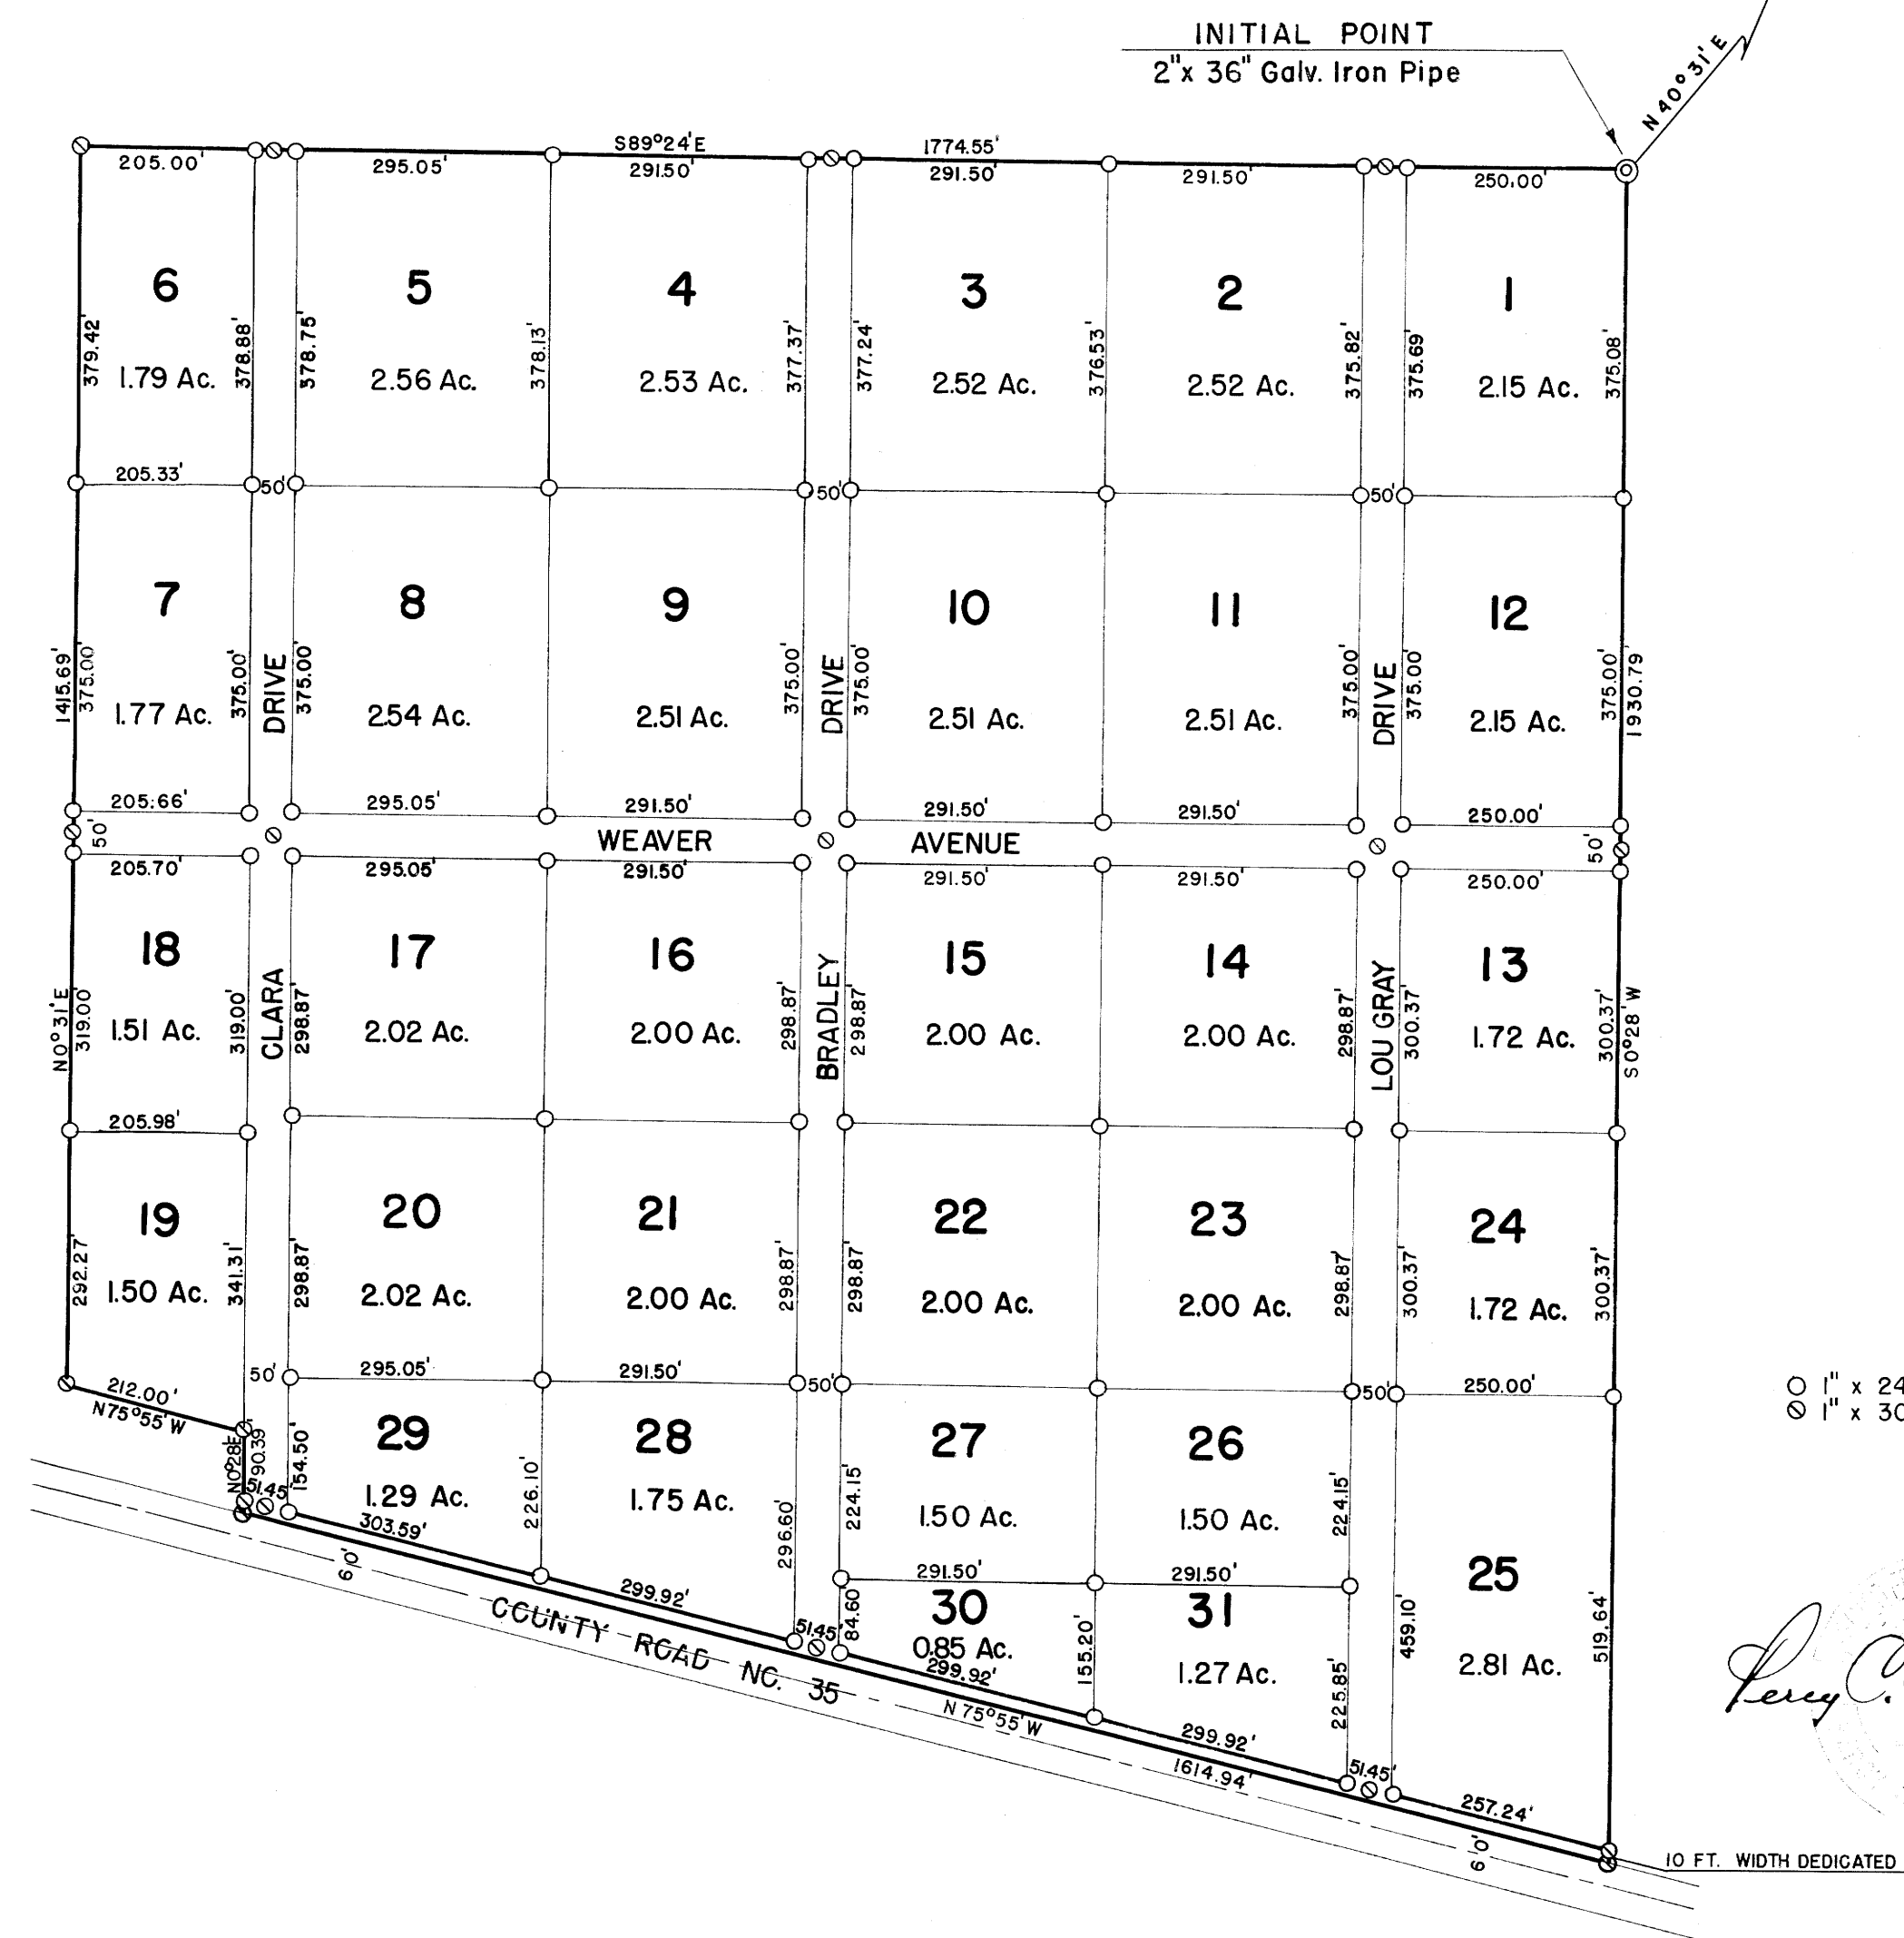 INITIAL POINT
2"x 36" Galv. Iron Pipe
N 40° 31' E
S89°24'E
1774.55'
205.00'
295.05'
291.50'
291.50'
291.50'
250.00'
6
5
4
3
2
1
379.42'
378.88'
378.75'
378.13'
377.37'
377.24'
376.53'
375.82'
375.69'
375.08'
1.79 Ac.
2.56 Ac.
2.53 Ac.
2.52 Ac.
2.52 Ac.
2.15 Ac.
205.33'
50'
50'
50'
7
8
9
10
11
12
1415.69'
375.00'
375.00'
DRIVE
375.00'
375.00'
DRIVE
375.00'
375.00'
DRIVE
375.00'
375.00'
1930.79'
1.77 Ac.
2.54 Ac.
2.51 Ac.
2.51 Ac.
2.51 Ac.
2.15 Ac.
205.66'
295.05'
291.50'
291.50'
291.50'
250.00'
50'
WEAVER AVENUE
50'
205.70'
295.05'
291.50'
291.50'
291.50'
250.00'
18
17
16
15
14
13
N0°31'E
319.00'
319.00'
CLARA
298.87'
298.87'
BRADLEY
298.87'
298.87'
LOU GRAY
300.37'
300.37'
S 0°28' W
1.51 Ac.
2.02 Ac.
2.00 Ac.
2.00 Ac.
2.00 Ac.
1.72 Ac.
205.98'
19
20
21
22
23
24
292.27'
341.31'
298.87'
298.87'
298.87'
298.87'
300.37'
300.37'
1.50 Ac.
2.02 Ac.
2.00 Ac.
2.00 Ac.
2.00 Ac.
1.72 Ac.
50'
295.05'
291.50'
50'
50'
250.00'
1" x 24
1" x 30
212.00'
N75°55'W
N0°28E
90.39'
51.45'
154.50'
29
28
27
26
1.29 Ac.
1.75 Ac.
1.50 Ac.
1.50 Ac.
226.10'
296.60'
224.15'
224.15'
303.59'
299.92'
291.50'
291.50'
25
2.81 Ac.
459.10'
519.64'
30
31
0.85 Ac.
1.27 Ac.
84.60'
155.20'
225.85'
51.45'
299.92'
299.92'
51.45'
257.24'
60'
COUNTY ROAD NO. 35
N 75°55'W
1614.94'
60'
Percy C.
10 FT. WIDTH DEDICATED